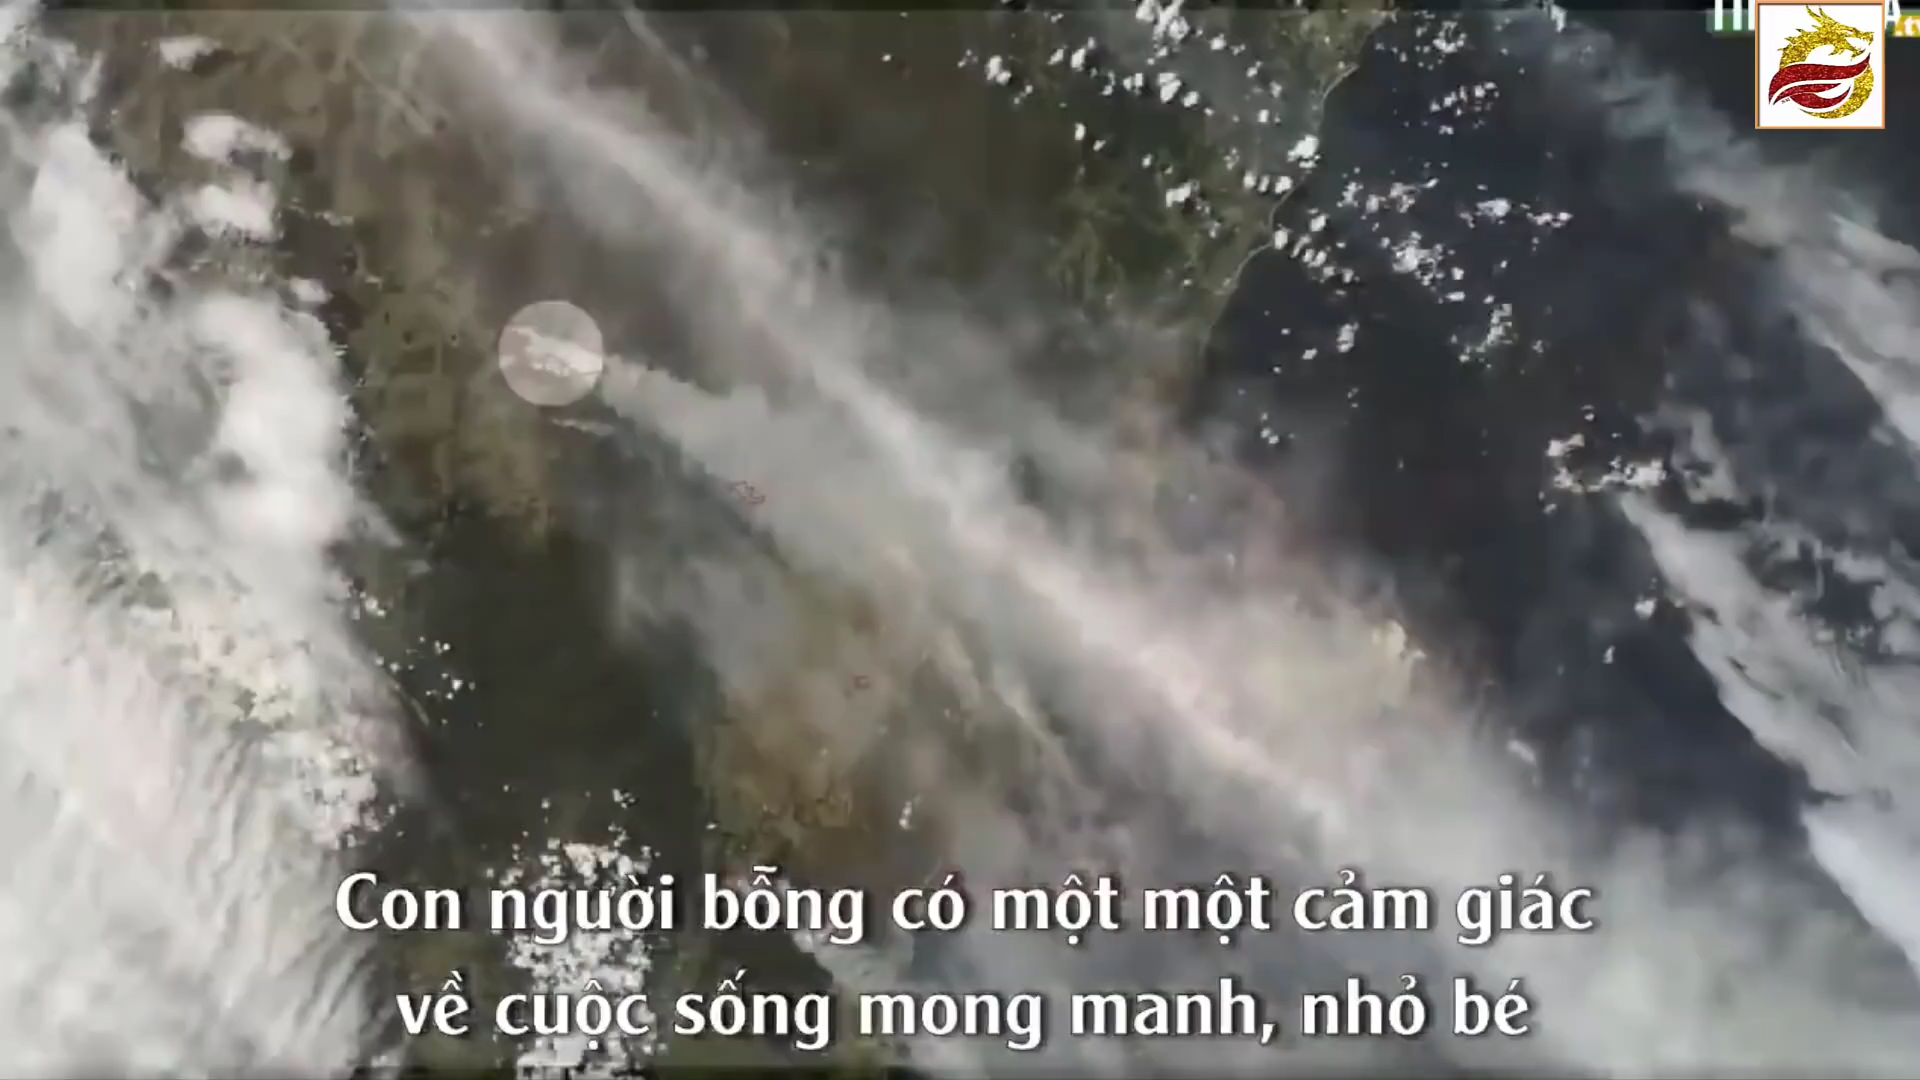 Con người bỗng có một một cảm giác
về cuộc sống mong manh, nhỏ bé